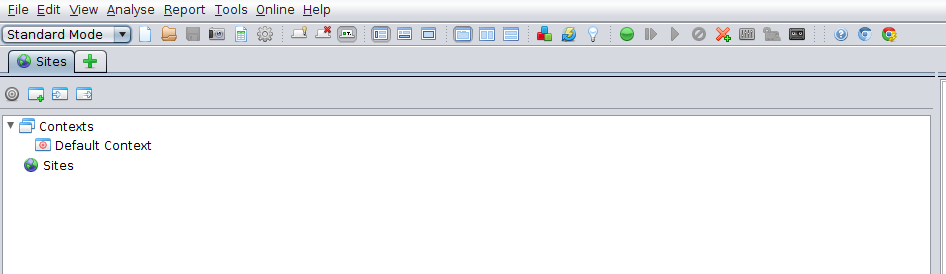 File Edit View Analyse Report Tools Online Help
Standard Mode
Sites
Contexts
Default Context
Sites